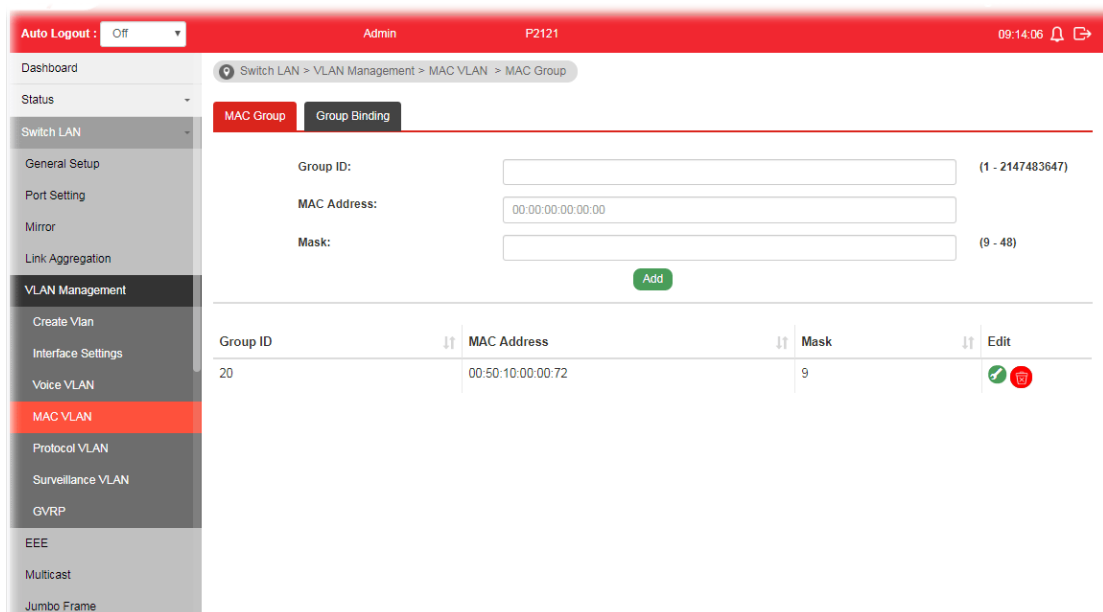 Auto Logout : Off Admin P2121 09:14:06
Dashboard
Status
Switch LAN
General Setup
Port Setting
Mirror
Link Aggregation
VLAN Management
Create Vlan
Interface Settings
Voice VLAN
MAC VLAN
Protocol VLAN
Surveillance VLAN
GVRP
EEE
Multicast
Jumbo Frame
Switch LAN > VLAN Management > MAC VLAN > MAC Group
MAC Group Group Binding
Group ID: (1 - 2147483647)
MAC Address: 00:00:00:00:00:00
Mask: (9 - 48)
Add
Group ID MAC Address Mask Edit
20 00:50:10:00:00:72 9